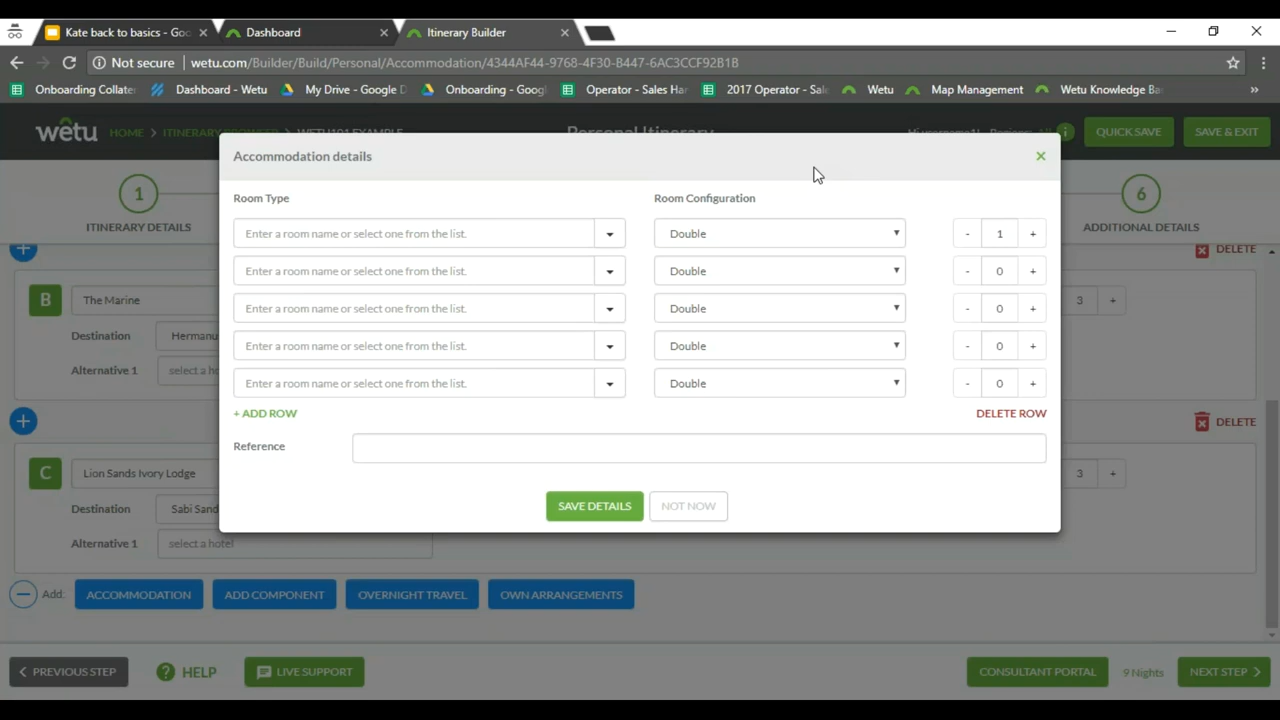 Kate back to basics - Goo
Dashboard
Itinerary Builder
Not secure
wetu.com/Builder/Build/Personal/Accommodation/4344AF44-9768-4F30-B447-6AC3CCF92B1B
Onboarding Collate
Dashboard - Wetu
My Drive - Google D
Onboarding - Googl
Operator - Sales Har
2017 Operator - Sale
Wetu
Map Management
Wetu Knowledge Ba
»
wetu
HOME > ITINERARY BROWSER > WETU101 EXAMPLE
Personal Itinerary
QUICK SAVE
SAVE & EXIT
1
ITINERARY DETAILS
6
ADDITIONAL DETAILS
Accommodation details
Room Type
Room Configuration
Enter a room name or select one from the list. Double - 1 +
Enter a room name or select one from the list. Double - 0 +
Enter a room name or select one from the list. Double - 0 +
Enter a room name or select one from the list. Double - 0 +
Enter a room name or select one from the list. Double - 0 +
+ ADD ROW
DELETE ROW
Reference
SAVE DETAILS
NOT NOW
DELETE
B
The Marine
3 +
Destination
Hermanu
Alternative 1
select a ho
DELETE
C
Lion Sands Ivory Lodge
3 +
Destination
Sabi Sand
Alternative 1
select a hotel
Add:
ACCOMMODATION
ADD COMPONENT
OVERNIGHT TRAVEL
OWN ARRANGEMENTS
PREVIOUS STEP
HELP
LIVE SUPPORT
CONSULTANT PORTAL
9 Nights
NEXT STEP